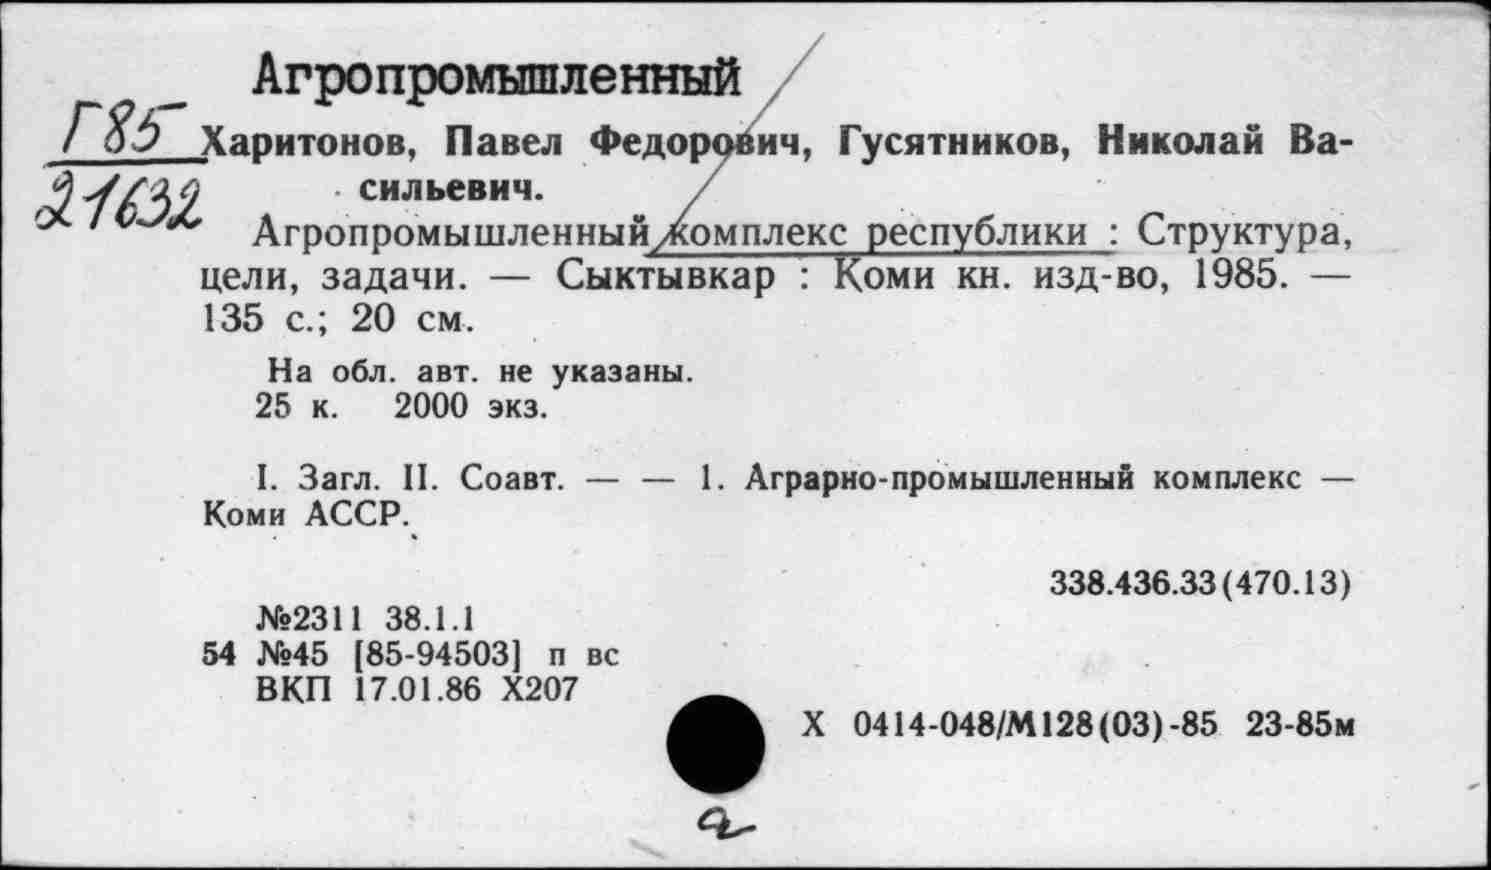 Агропромышленный
Г85
21632
Харитонов, Павел Федорович, Гусятников, Николай Ва-
сильевич.
Агропромышленный комплекс республики : Структура,
цели, задачи. — Сыктывкар : Коми кн. изд-во, 1985. —
135 с.; 20 см.
На обл. авт. не указаны.
25 к. 2000 экз.
I. Загл. II. Соавт. — — 1. Аграрно-промышленный комплекс —
Коми АССР.
338.436.33(470.13)
№2311 38.1.1
54 №45 [85-94503] п вс
ВКП 17.01.86 Х207
Х 0414-048/М128(03)-85 23-85м